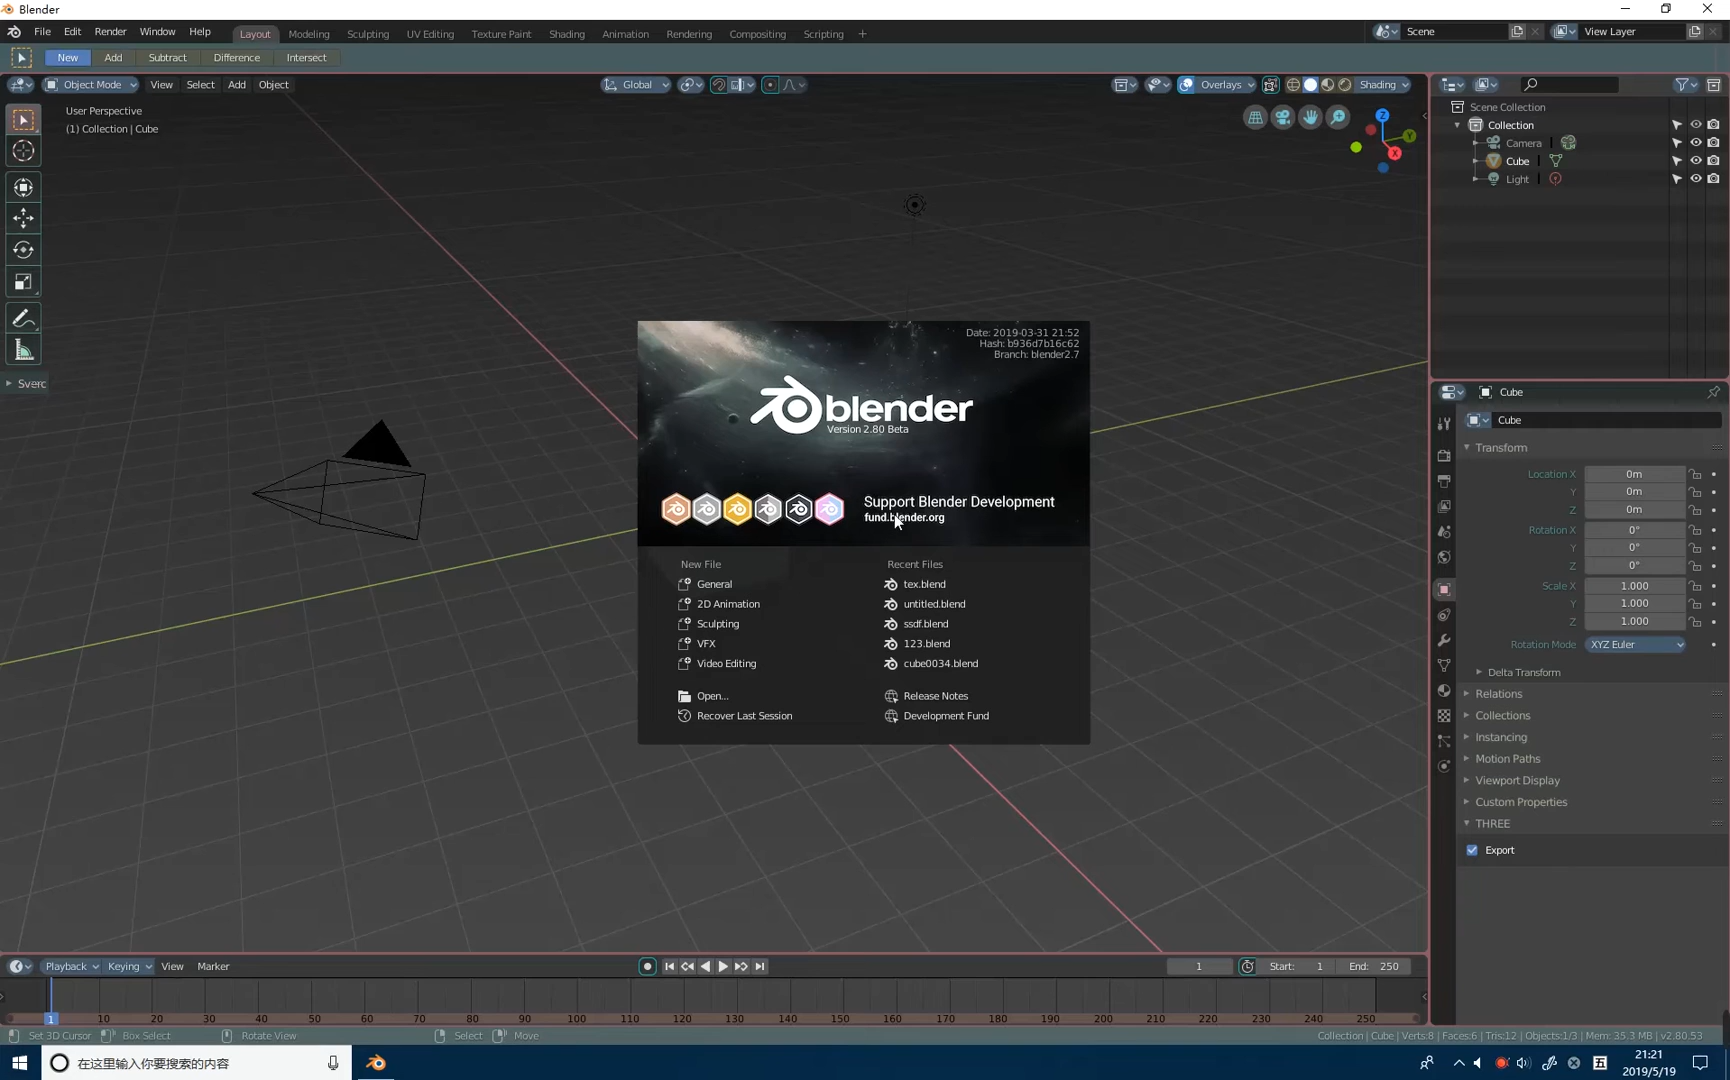 Blender
File Edit Render Window Help Layout Modeling Sculpting UV Editing Texture Paint Shading Animation Rendering Compositing Scripting + Scene View Layer
New Add Subtract Difference Intersect
Object Mode View Select Add Object Global Overlays Shading
User Perspective
(1) Collection | Cube
Z
Y
X
Sverc
Date: 2019-03-31 21:52
Hash: b936d7b16c62
Branch: blender2.7
blender
Version 2.80 Beta
Support Blender Development
fund.blender.org
New File
General
2D Animation
Sculpting
VFX
Video Editing
Open...
Recover Last Session
Recent Files
tex.blend
untitled.blend
ssdf.blend
123.blend
cube0034.blend
Release Notes
Development Fund
Scene Collection
Collection
Camera
Cube
Light
Cube
Cube
Transform
Location X 0m
Y 0m
Z 0m
Rotation X 0°
Y 0°
Z 0°
Scale X 1.000
Y 1.000
Z 1.000
Rotation Mode XYZ Euler
Delta Transform
Relations
Collections
Instancing
Motion Paths
Viewport Display
Custom Properties
THREE
Export
Playback Keying View Marker 1 Start: 1 End: 250
1 10 20 30 40 50 60 70 80 90 100 110 120 130 140 150 160 170 180 190 200 210 220 230 240 250
Set 3D Cursor Box Select Rotate View Select Move Collection | Cube | Verts:8 | Faces:6 | Tris:12 | Objects:1/3 | Mem: 35.3 MB | v2.80.53
在这里输入你要搜索的内容
五
21:21
2019/5/19